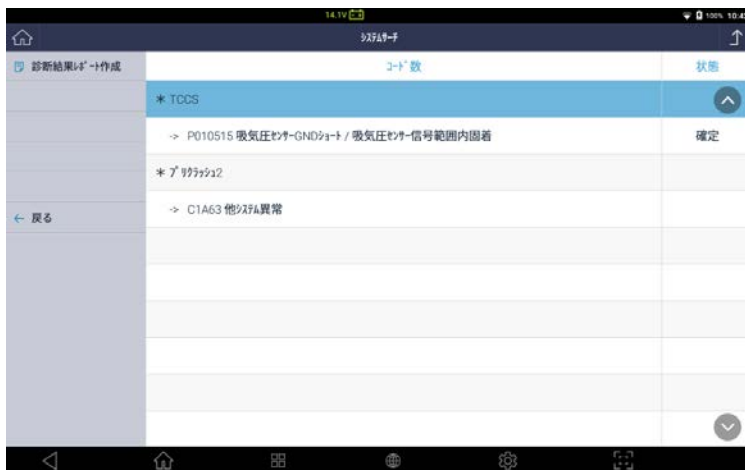 14.1V
100% 10:4
ｼｽﾃﾑｻｰﾁ
診断結果ﾚﾎﾟｰﾄ作成
ｺｰﾄﾞ数
状態
＊ TCCS
-> P010515 吸気圧ｾﾝｻｰGNDｼｮｰﾄ / 吸気圧ｾﾝｻｰ信号範囲内固着
確定
＊ ﾌﾟﾘｸﾗｯｼｭ2
-> C1A63 他ｼｽﾃﾑ異常
← 戻る